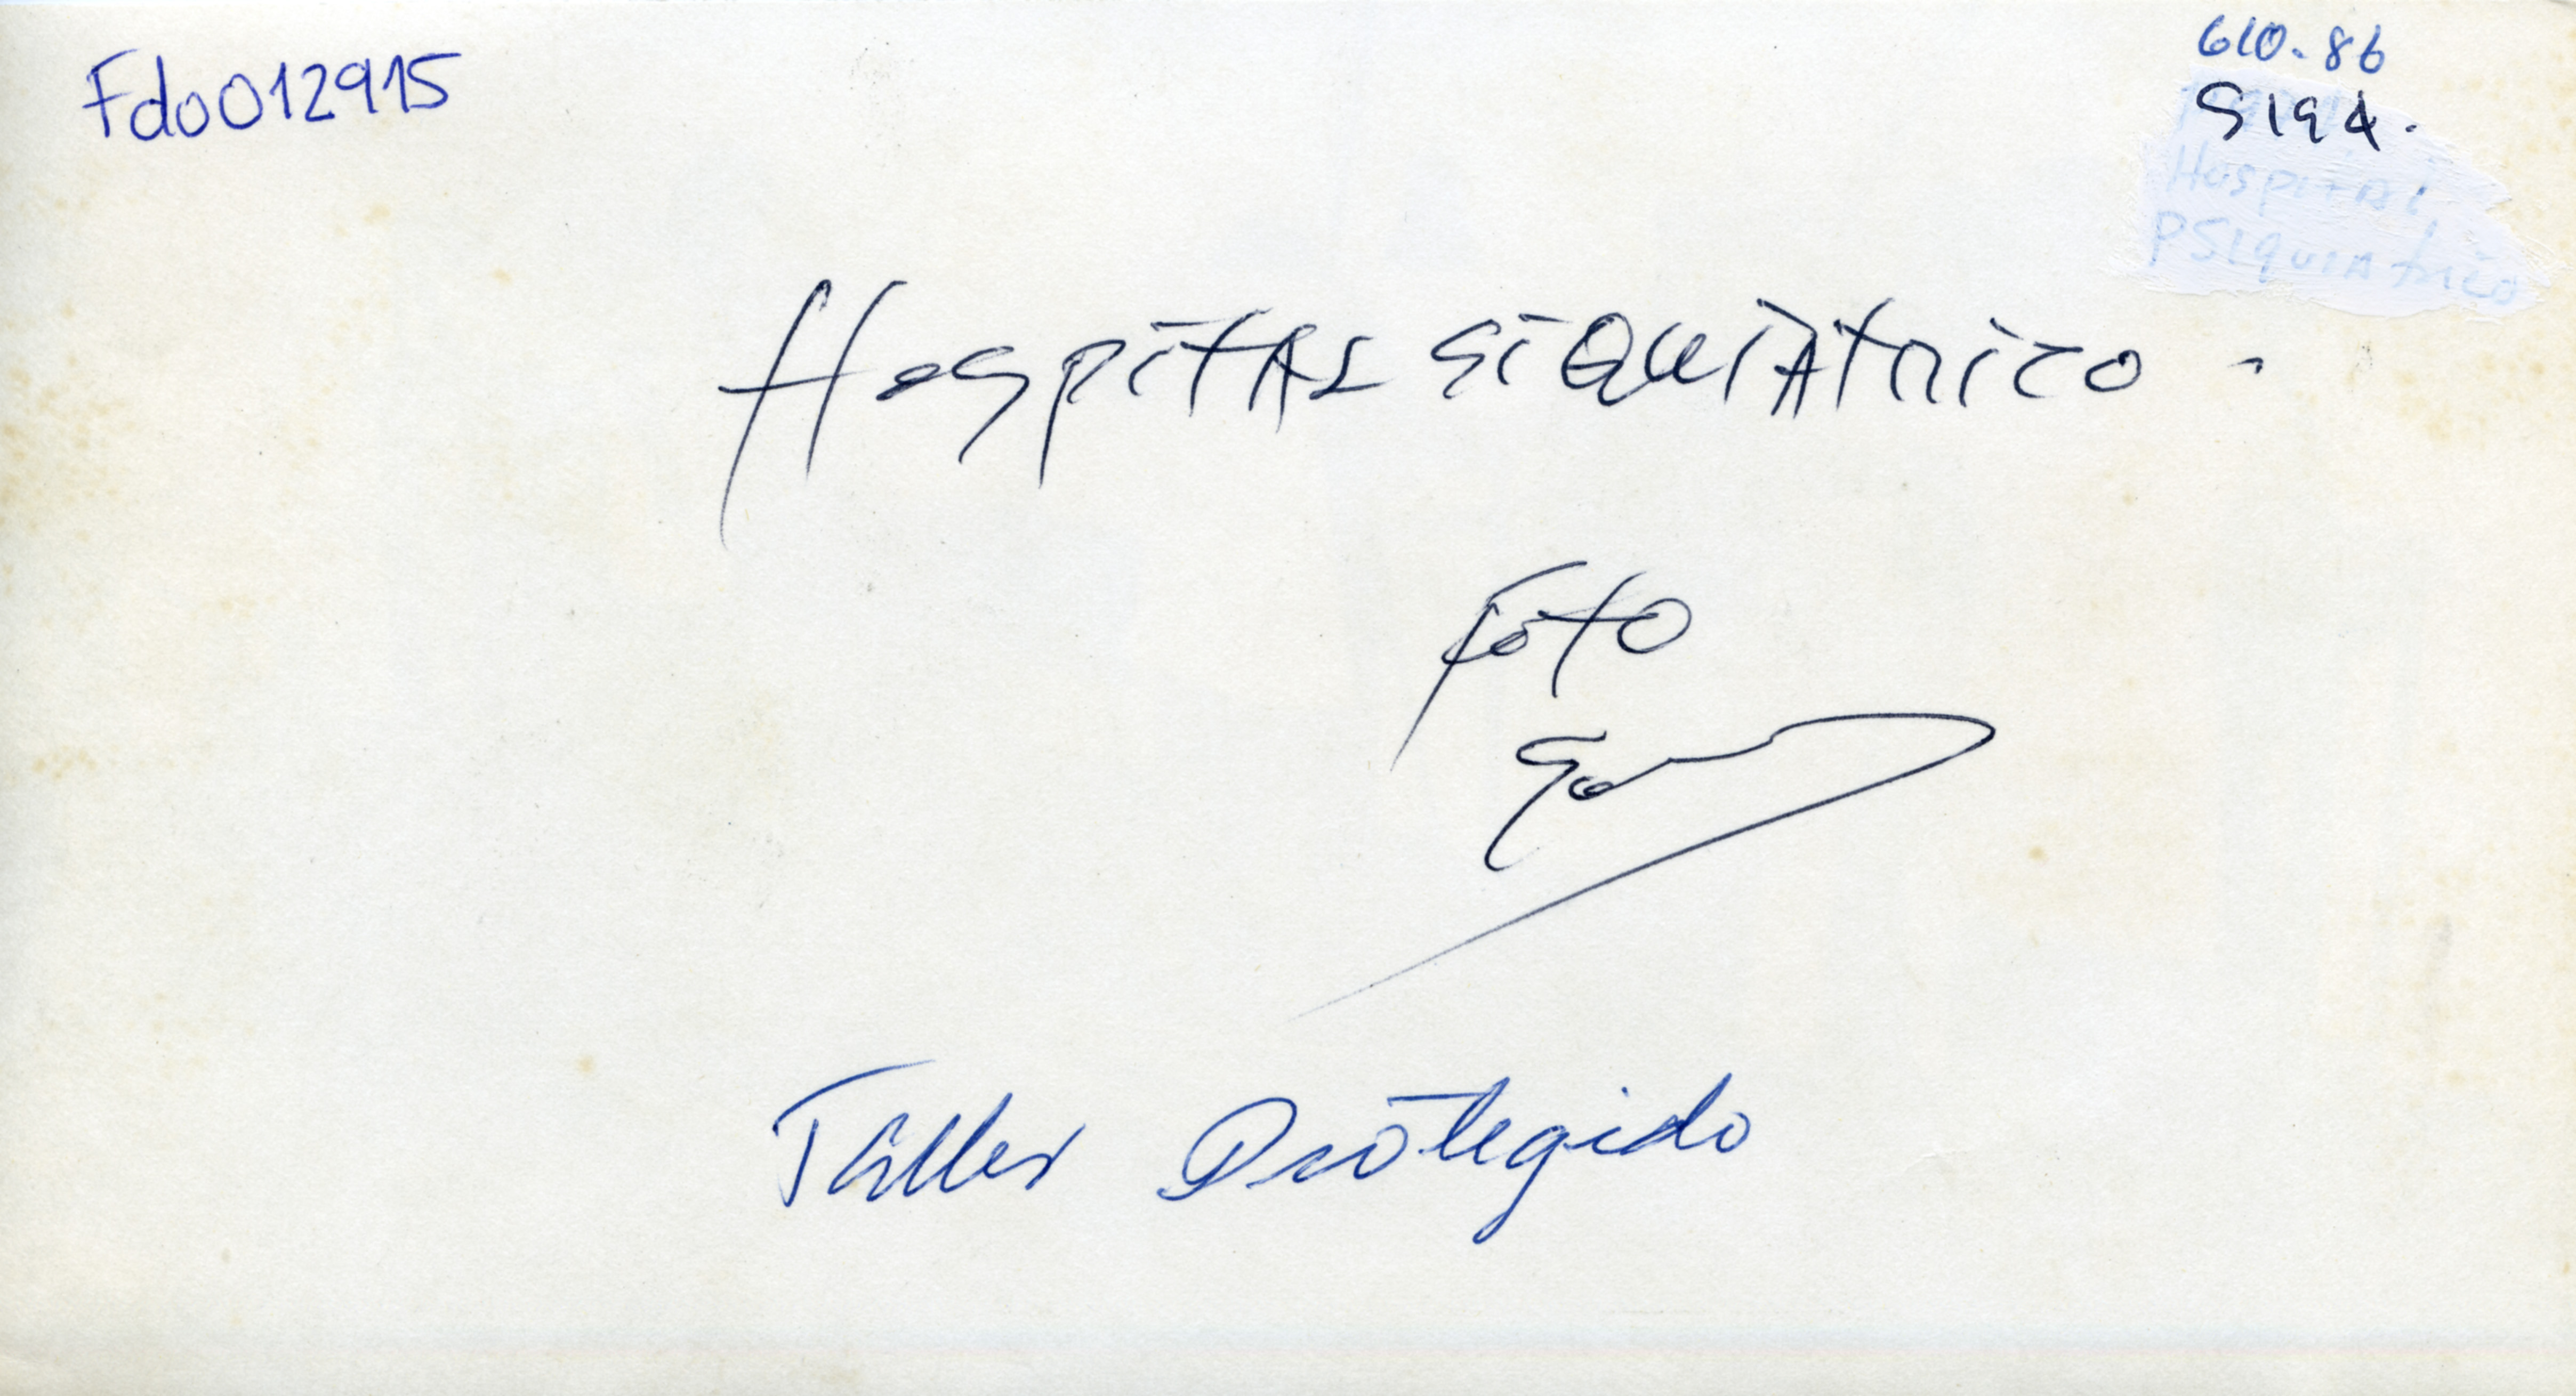 Fdo012915
610.86
S194.
Hospital
PSIquIAtrico
HospitAL SiQuiAtrico -
Foto
Taller Protegido